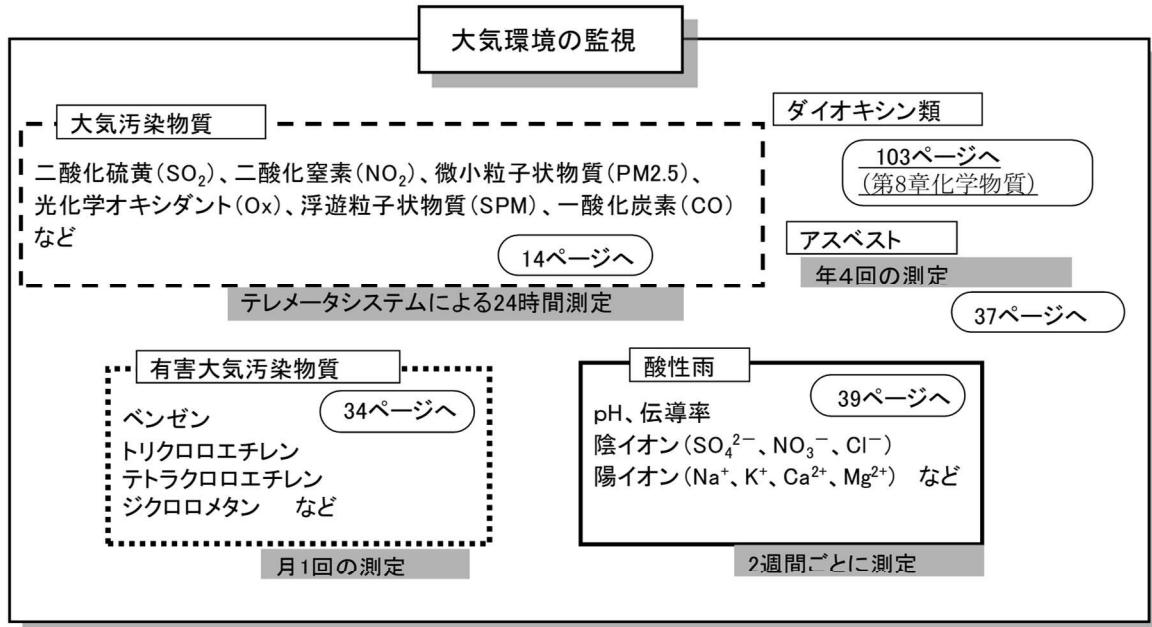 大気環境の監視
大気汚染物質
二酸化硫黄(SO₂)、二酸化窒素(NO₂)、微小粒子状物質(PM2.5)、
光化学オキシダント(Ox)、浮遊粒子状物質(SPM)、一酸化炭素(CO)
など
14ページへ
テレメータシステムによる24時間測定
ダイオキシン類
103ページへ
(第8章化学物質)
アスベスト
年4回の測定
37ページへ
有害大気汚染物質
34ページへ
ベンゼン
トリクロロエチレン
テトラクロロエチレン
ジクロロメタン　など
月1回の測定
酸性雨
39ページへ
pH、伝導率
陰イオン(SO₄²⁻、NO₃⁻、Cl⁻)
陽イオン(Na⁺、K⁺、Ca²⁺、Mg²⁺)　など
2週間ごとに測定